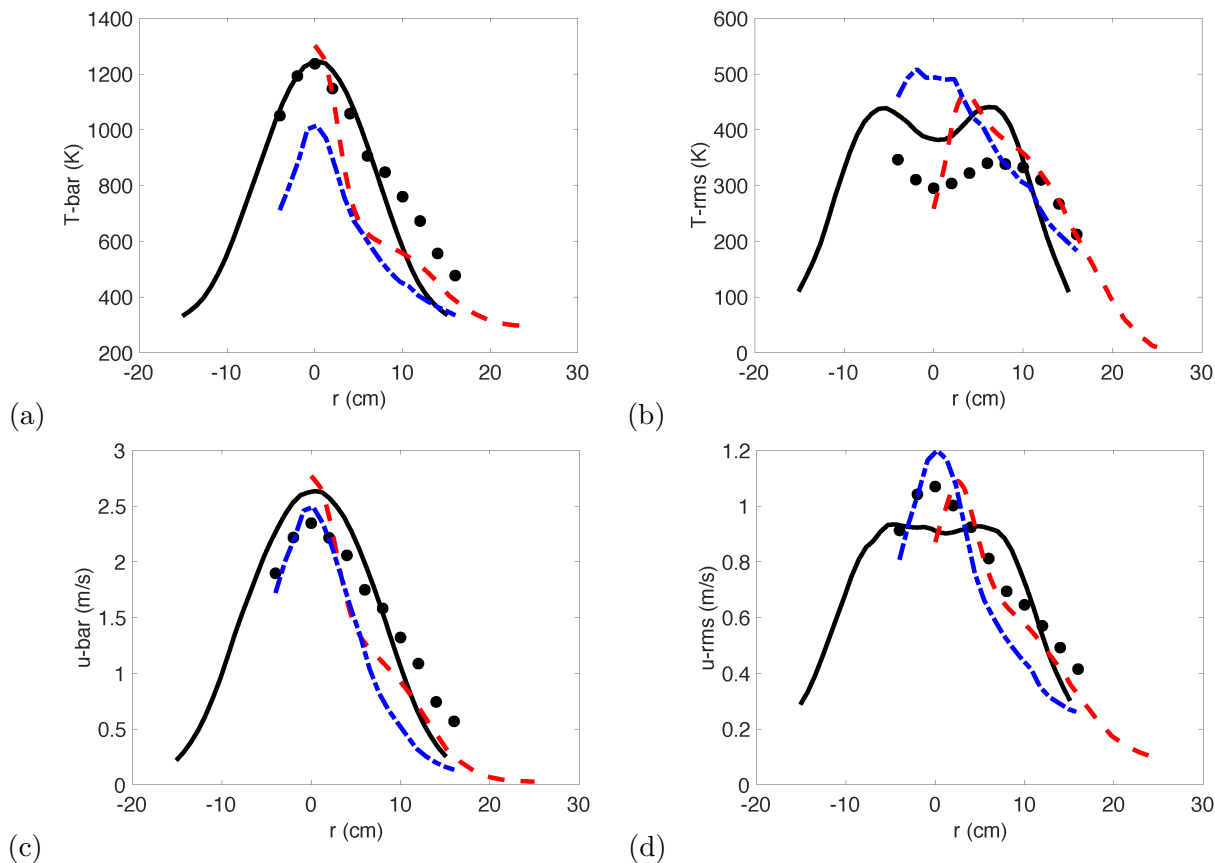 1400
1200
1000
800
600
400
200
T-bar (K)
-20 -10 0 10 20 30
r (cm)
(a)
600
500
400
300
200
100
0
T-rms (K)
-20 -10 0 10 20 30
r (cm)
(b)
3
2.5
2
1.5
1
0.5
0
u-bar (m/s)
-20 -10 0 10 20 30
r (cm)
(c)
1.2
1
0.8
0.6
0.4
0.2
0
u-rms (m/s)
-20 -10 0 10 20 30
r (cm)
(d)